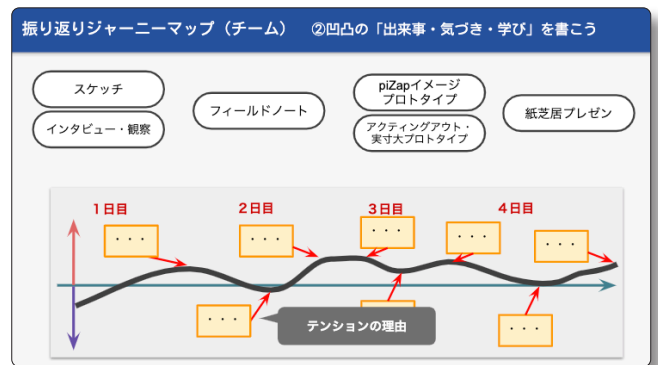 振り返りジャーニーマップ（チーム）　②凹凸の「出来事・気づき・学び」を書こう
スケッチ
インタビュー・観察
フィールドノート
piZapイメージ
プロトタイプ
アクティングアウト・
実寸大プロトタイプ
紙芝居プレゼン
1日目
2日目
3日目
4日目
・・・
・・・
・・・
・・・
・・・
・・・
テンションの理由
・・・